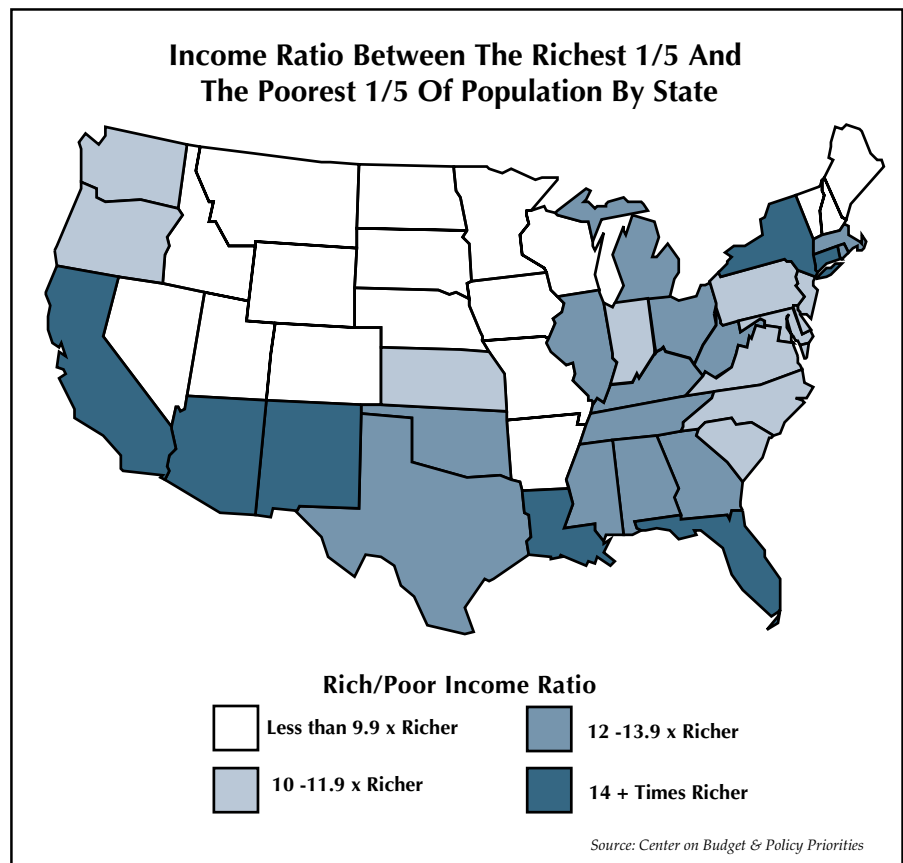 Income Ratio Between The Richest 1/5 And
The Poorest 1/5 Of Population By State
Rich/Poor Income Ratio
Less than 9.9 x Richer
12 -13.9 x Richer
10 -11.9 x Richer
14 + Times Richer
Source: Center on Budget & Policy Priorities